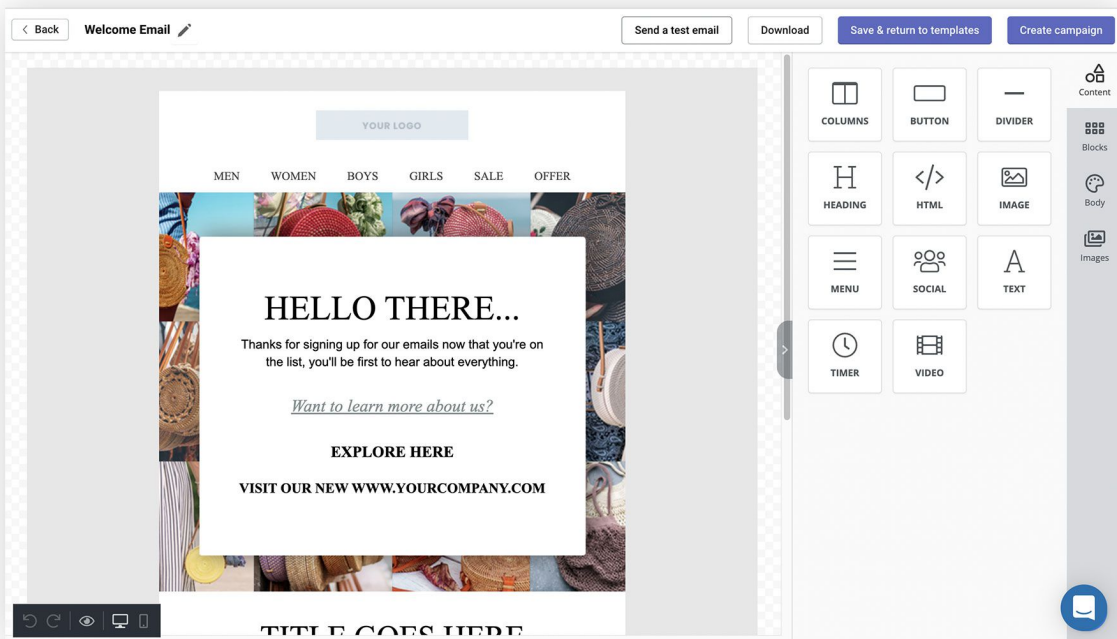 Back
Welcome Email
Send a test email
Download
Save & return to templates
Create campaign
YOUR LOGO
MEN WOMEN BOYS GIRLS SALE OFFER
HELLO THERE...
Thanks for signing up for our emails now that you're on
the list, you'll be first to hear about everything.
Want to learn more about us?
EXPLORE HERE
VISIT OUR NEW WWW.YOURCOMPANY.COM
TITLE GOES HERE
COLUMNS
BUTTON
DIVIDER
HEADING
HTML
IMAGE
MENU
SOCIAL
TEXT
TIMER
VIDEO
Content
Blocks
Body
Images